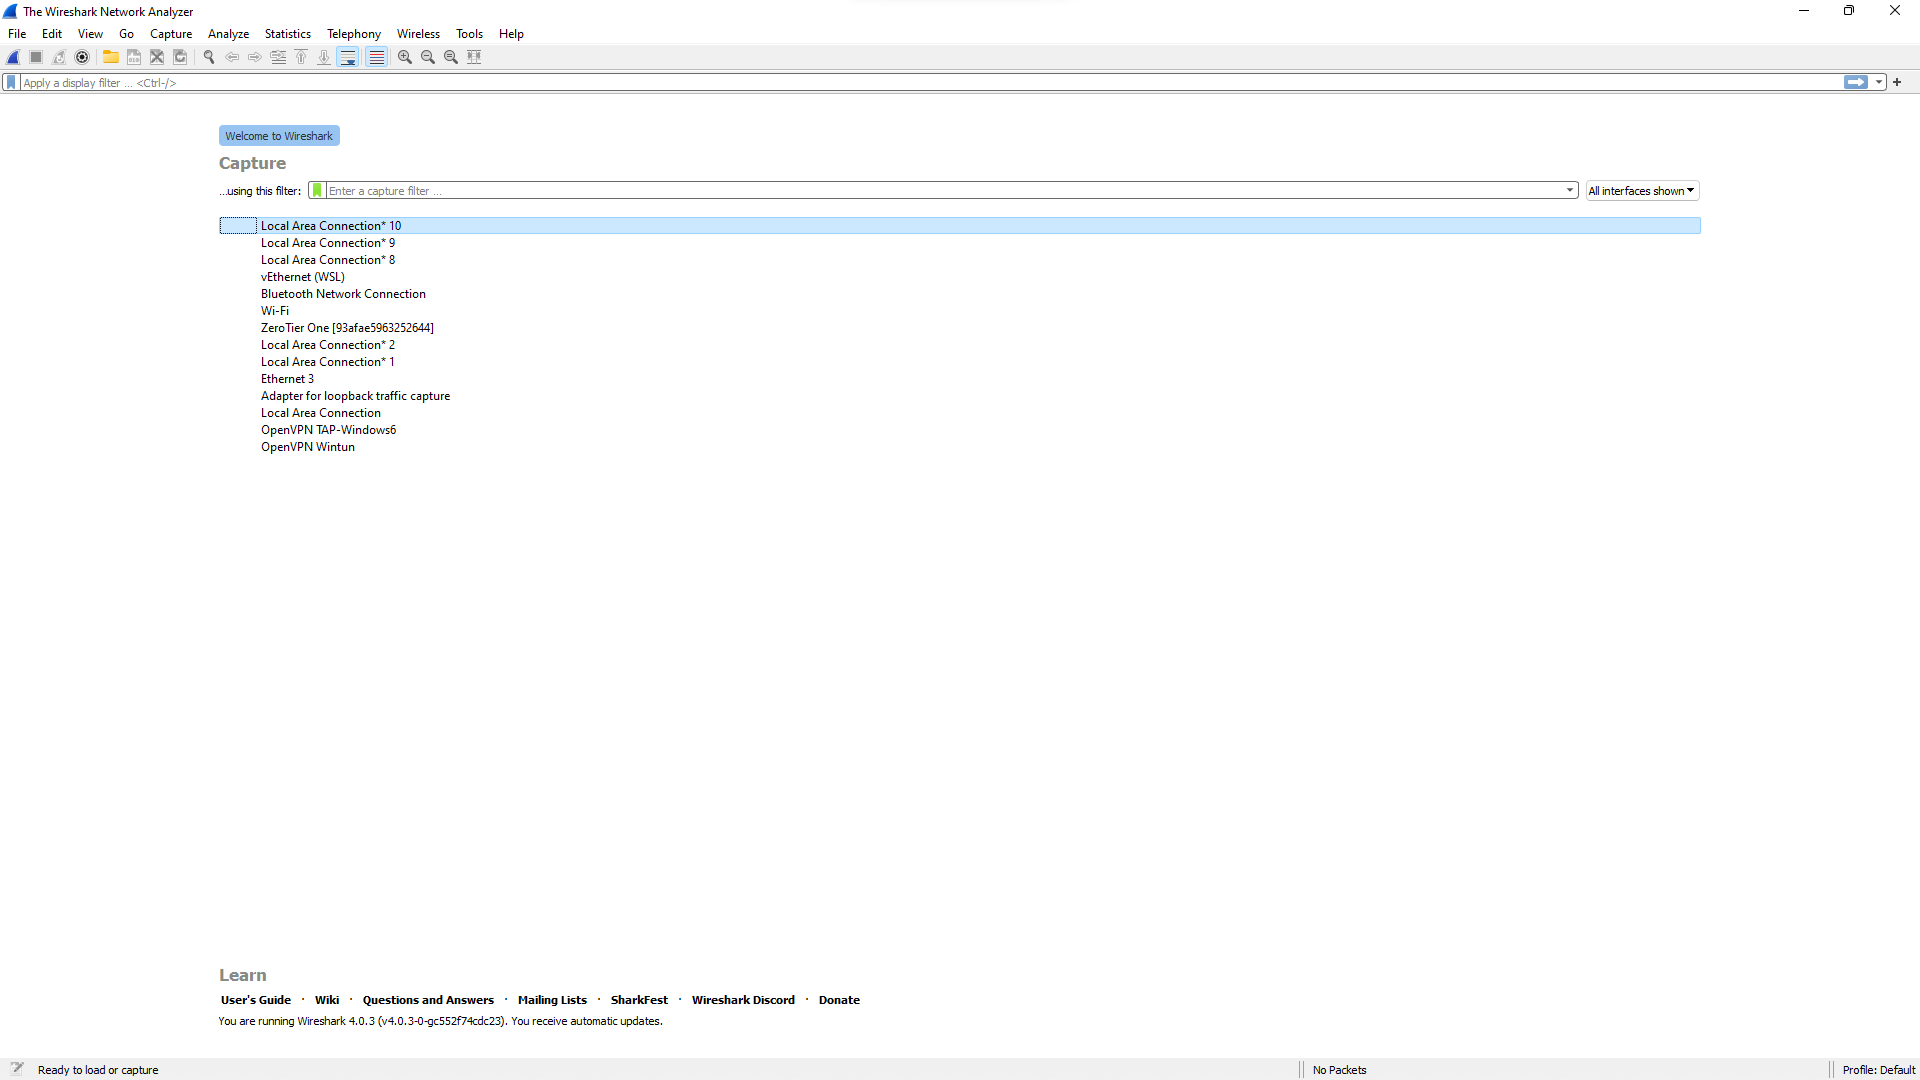 The Wireshark Network Analyzer
File Edit View Go Capture Analyze Statistics Telephony Wireless Tools Help
Apply a display filter ... <Ctrl-/>
Welcome to Wireshark
Capture
...using this filter: Enter a capture filter ... All interfaces shown
Local Area Connection* 10
Local Area Connection* 9
Local Area Connection* 8
vEthernet (WSL)
Bluetooth Network Connection
Wi-Fi
ZeroTier One [93afae5963252644]
Local Area Connection* 2
Local Area Connection* 1
Ethernet 3
Adapter for loopback traffic capture
Local Area Connection
OpenVPN TAP-Windows6
OpenVPN Wintun
Learn
User's Guide · Wiki · Questions and Answers · Mailing Lists · SharkFest · Wireshark Discord · Donate
You are running Wireshark 4.0.3 (v4.0.3-0-gc552f74cdc23). You receive automatic updates.
Ready to load or capture No Packets Profile: Default